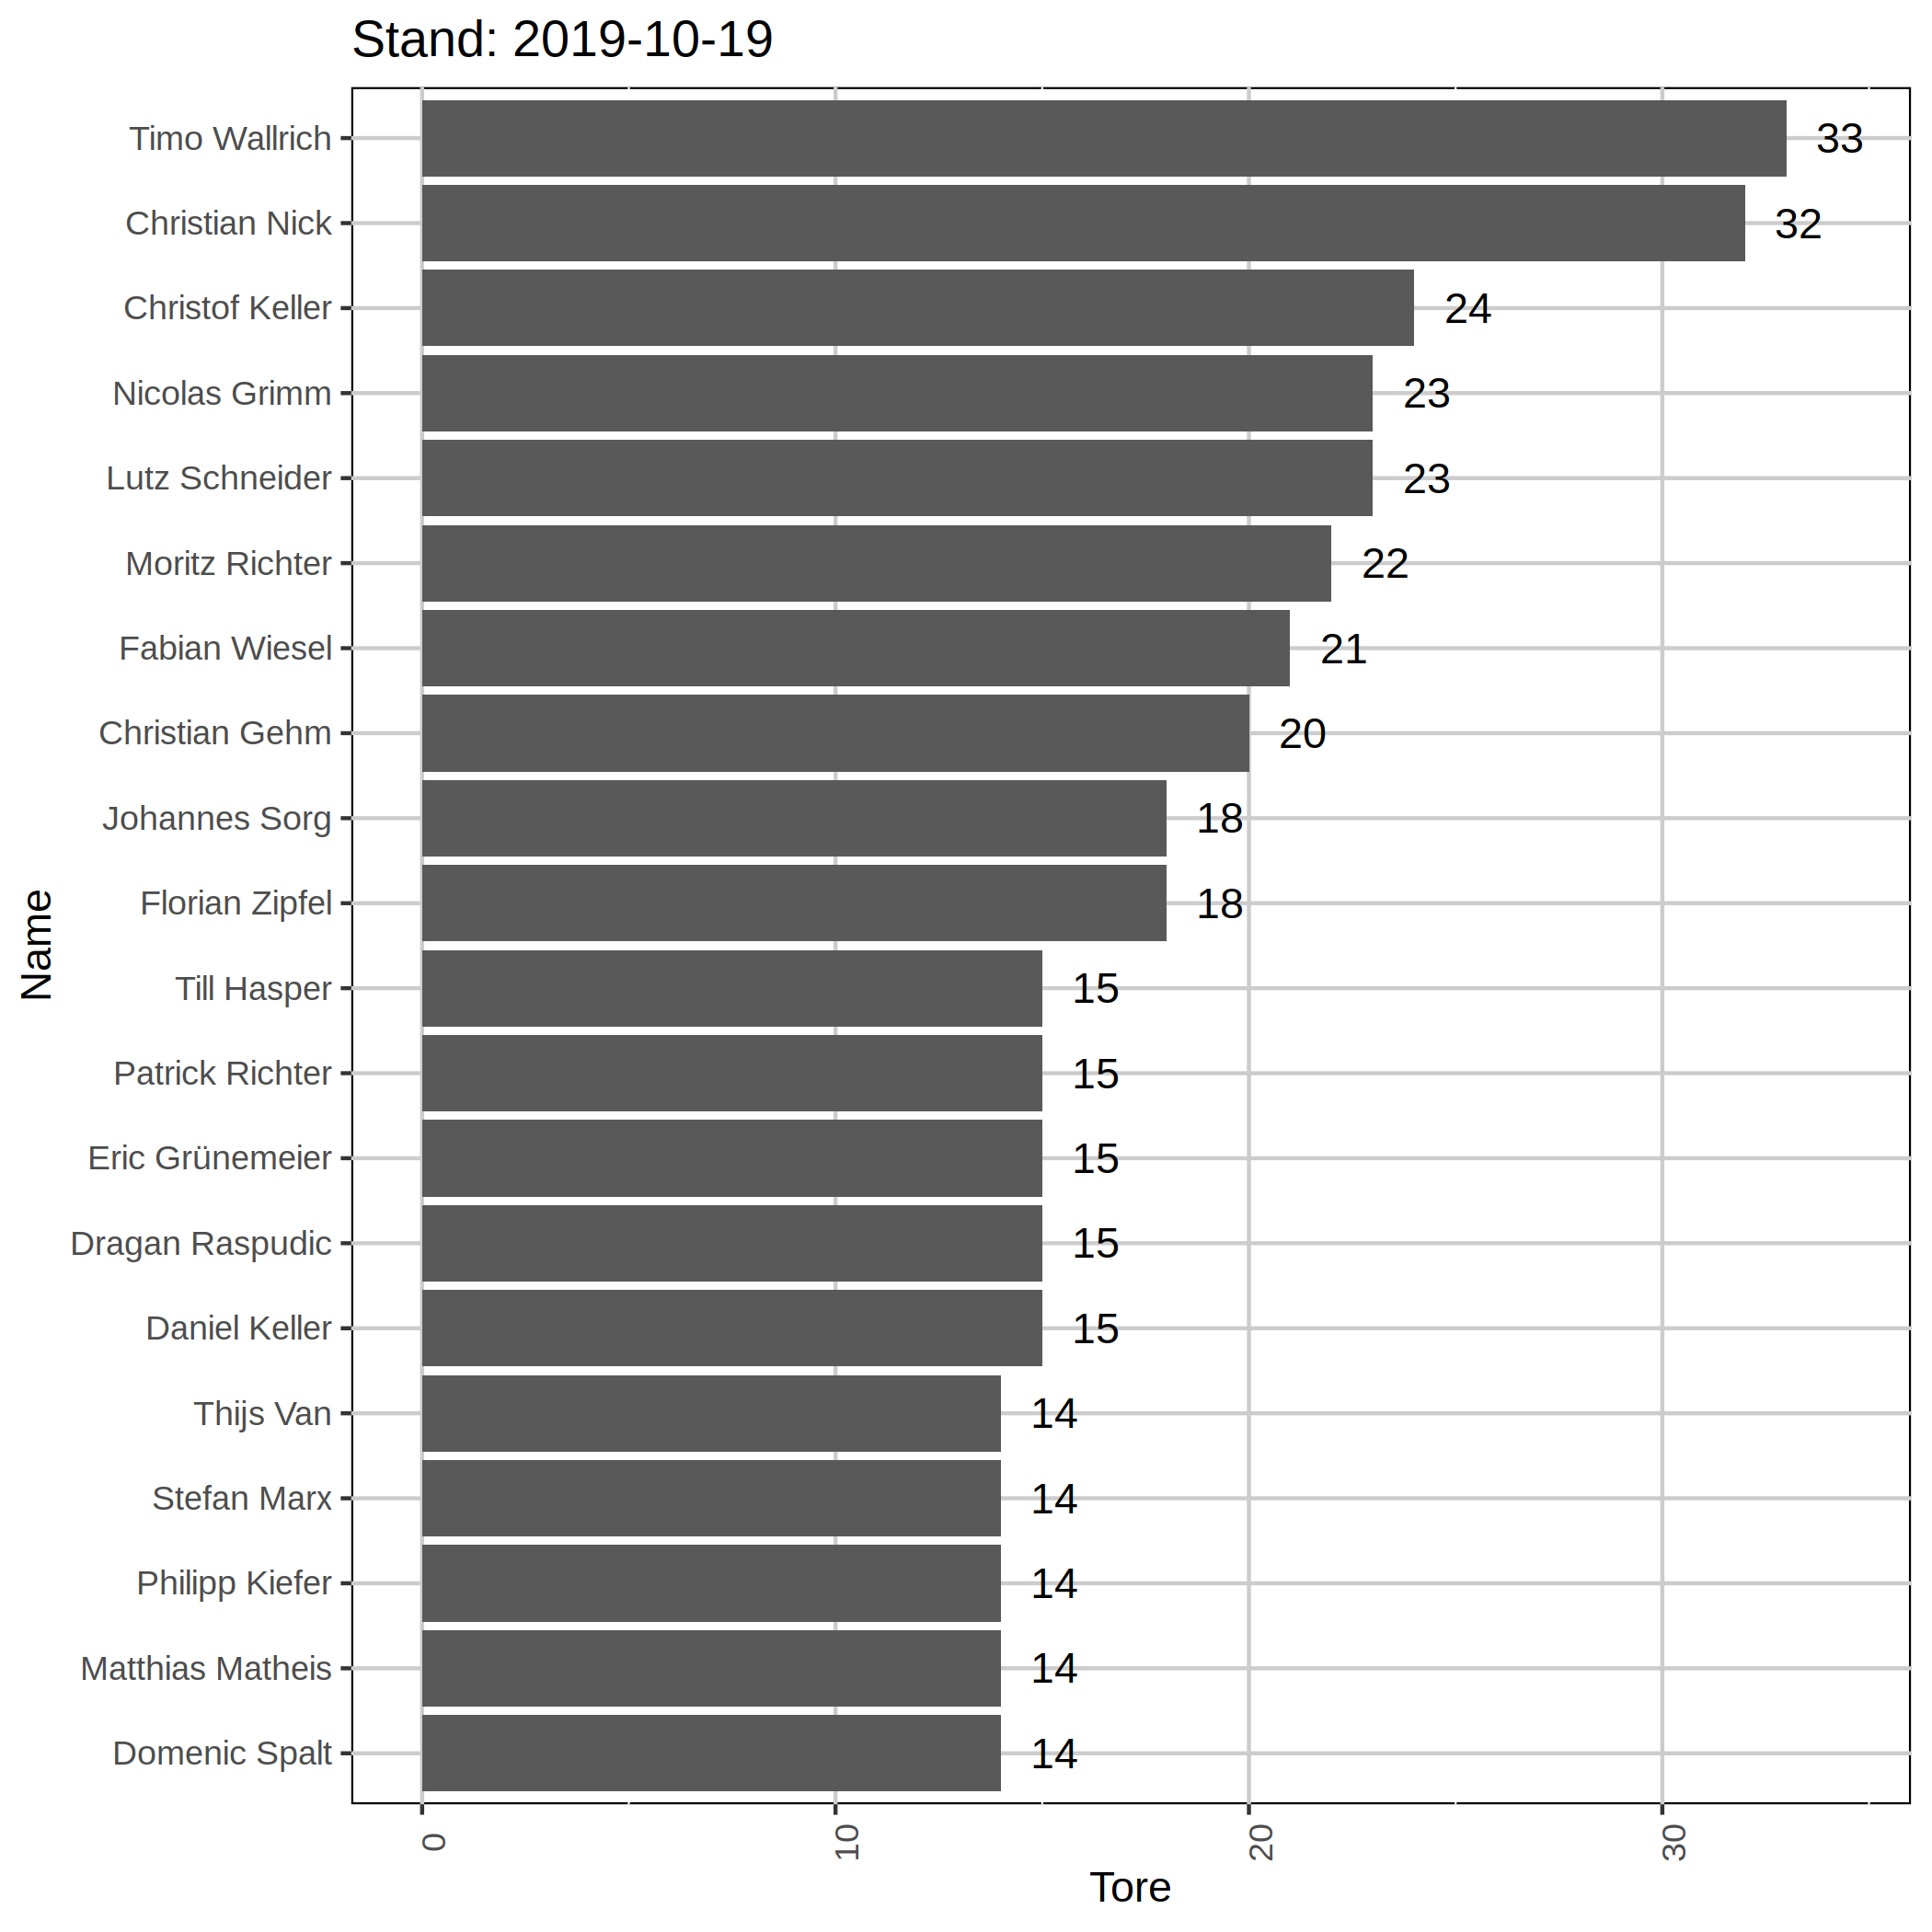 Stand: 2019-10-19
Timo Wallrich 33
Christian Nick 32
Christof Keller 24
Nicolas Grimm 23
Lutz Schneider 23
Moritz Richter 22
Fabian Wiesel 21
Christian Gehm 20
Johannes Sorg 18
Florian Zipfel 18
Till Hasper 15
Patrick Richter 15
Eric Grünemeier 15
Dragan Raspudic 15
Daniel Keller 15
Thijs Van 14
Stefan Marx 14
Philipp Kiefer 14
Matthias Matheis 14
Domenic Spalt 14
Name
0 10 20 30
Tore